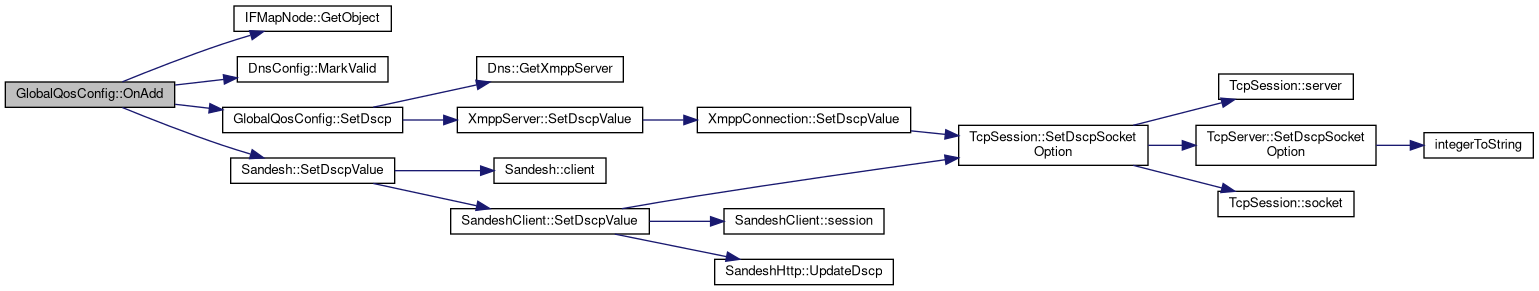 IFMapNode::GetObject
DnsConfig::MarkValid
GlobalQosConfig::OnAdd
GlobalQosConfig::SetDscp
Sandesh::SetDscpValue
Dns::GetXmppServer
XmppServer::SetDscpValue
Sandesh::client
SandeshClient::SetDscpValue
XmppConnection::SetDscpValue
SandeshClient::session
SandeshHttp::UpdateDscp
TcpSession::SetDscpSocket
Option
TcpSession::server
TcpServer::SetDscpSocket
Option
TcpSession::socket
integerToString